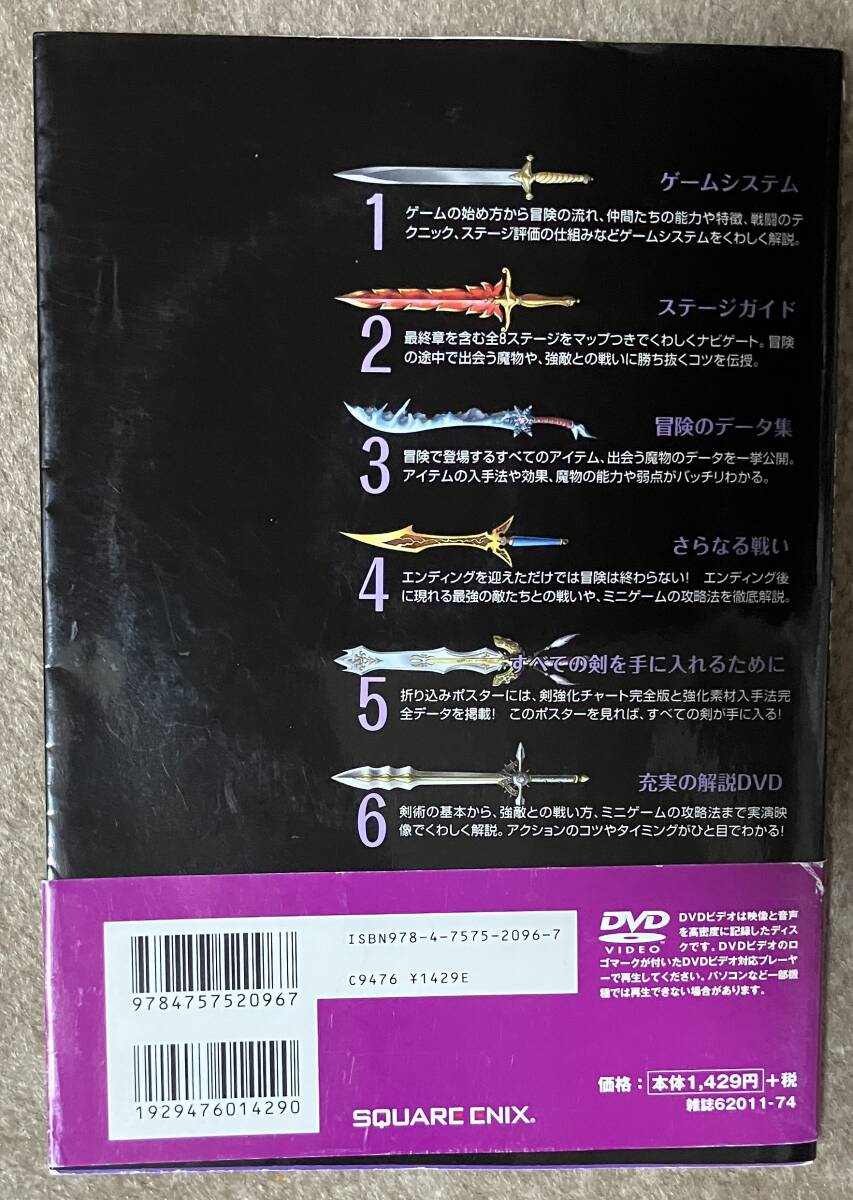 ゲームシステム
1
ゲームの始め方から冒険の流れ、仲間たちの能力や特徴、戦闘のテ
クニック、ステージ評価の仕組みなどゲームシステムをくわしく解説。
ステージガイド
2
最終章を含む全8ステージをマップつきでくわしくナビゲート。冒険
の途中で出会う魔物や、強敵との戦いに勝ち抜くコツを伝授。
冒険のデータ集
3
冒険で登場するすべてのアイテム、出会う魔物のデータを一挙公開。
アイテムの入手法や効果、魔物の能力や弱点がバッチリわかる。
さらなる戦い
4
エンディングを迎えただけでは冒険は終わらない! エンディング後
に現れる最強の敵たちとの戦いや、ミニゲームの攻略法を徹底解説。
すべての剣を手に入れるために
5
折り込みポスターには、剣強化チャート完全版と強化素材入手法完
全データを掲載! このポスターを見れば、すべての剣が手に入る!
充実の解説DVD
6
剣術の基本から、強敵との戦い方、ミニゲームの攻略法まで実演映
像でくわしく解説。アクションのコツやタイミングがひと目でわかる!
9784757520967
1929476014290
ISBN978-4-7575-2096-7
C9476 ¥1429E
SQUARE ENIX®
DVD
VIDEO
DVDビデオは映像と音声
を高密度に記録したディス
クです。DVDビデオのロ
ゴマークが付いたDVDビデオ対応プレーヤ
ーで再生してください。パソコンなど一部機
種では再生できない場合があります。
価格:本体1,429円+税
雑誌62011-74